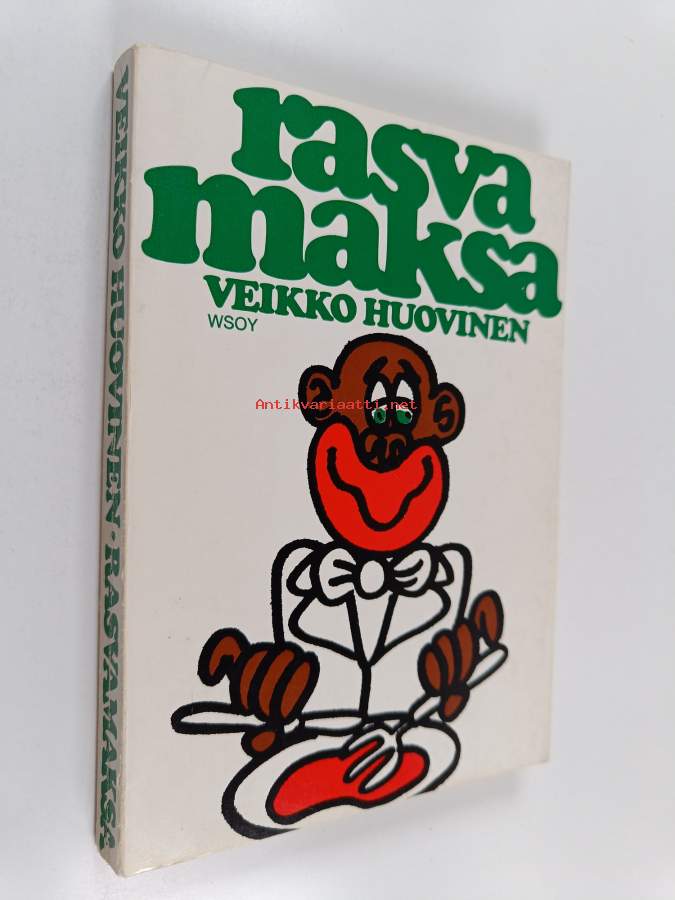 rasva
maksa
VEIKKO HUOVINEN
WSOY
Antikvariaatti.net
VEIKKO HUOVINEN · RASVAMAKSA